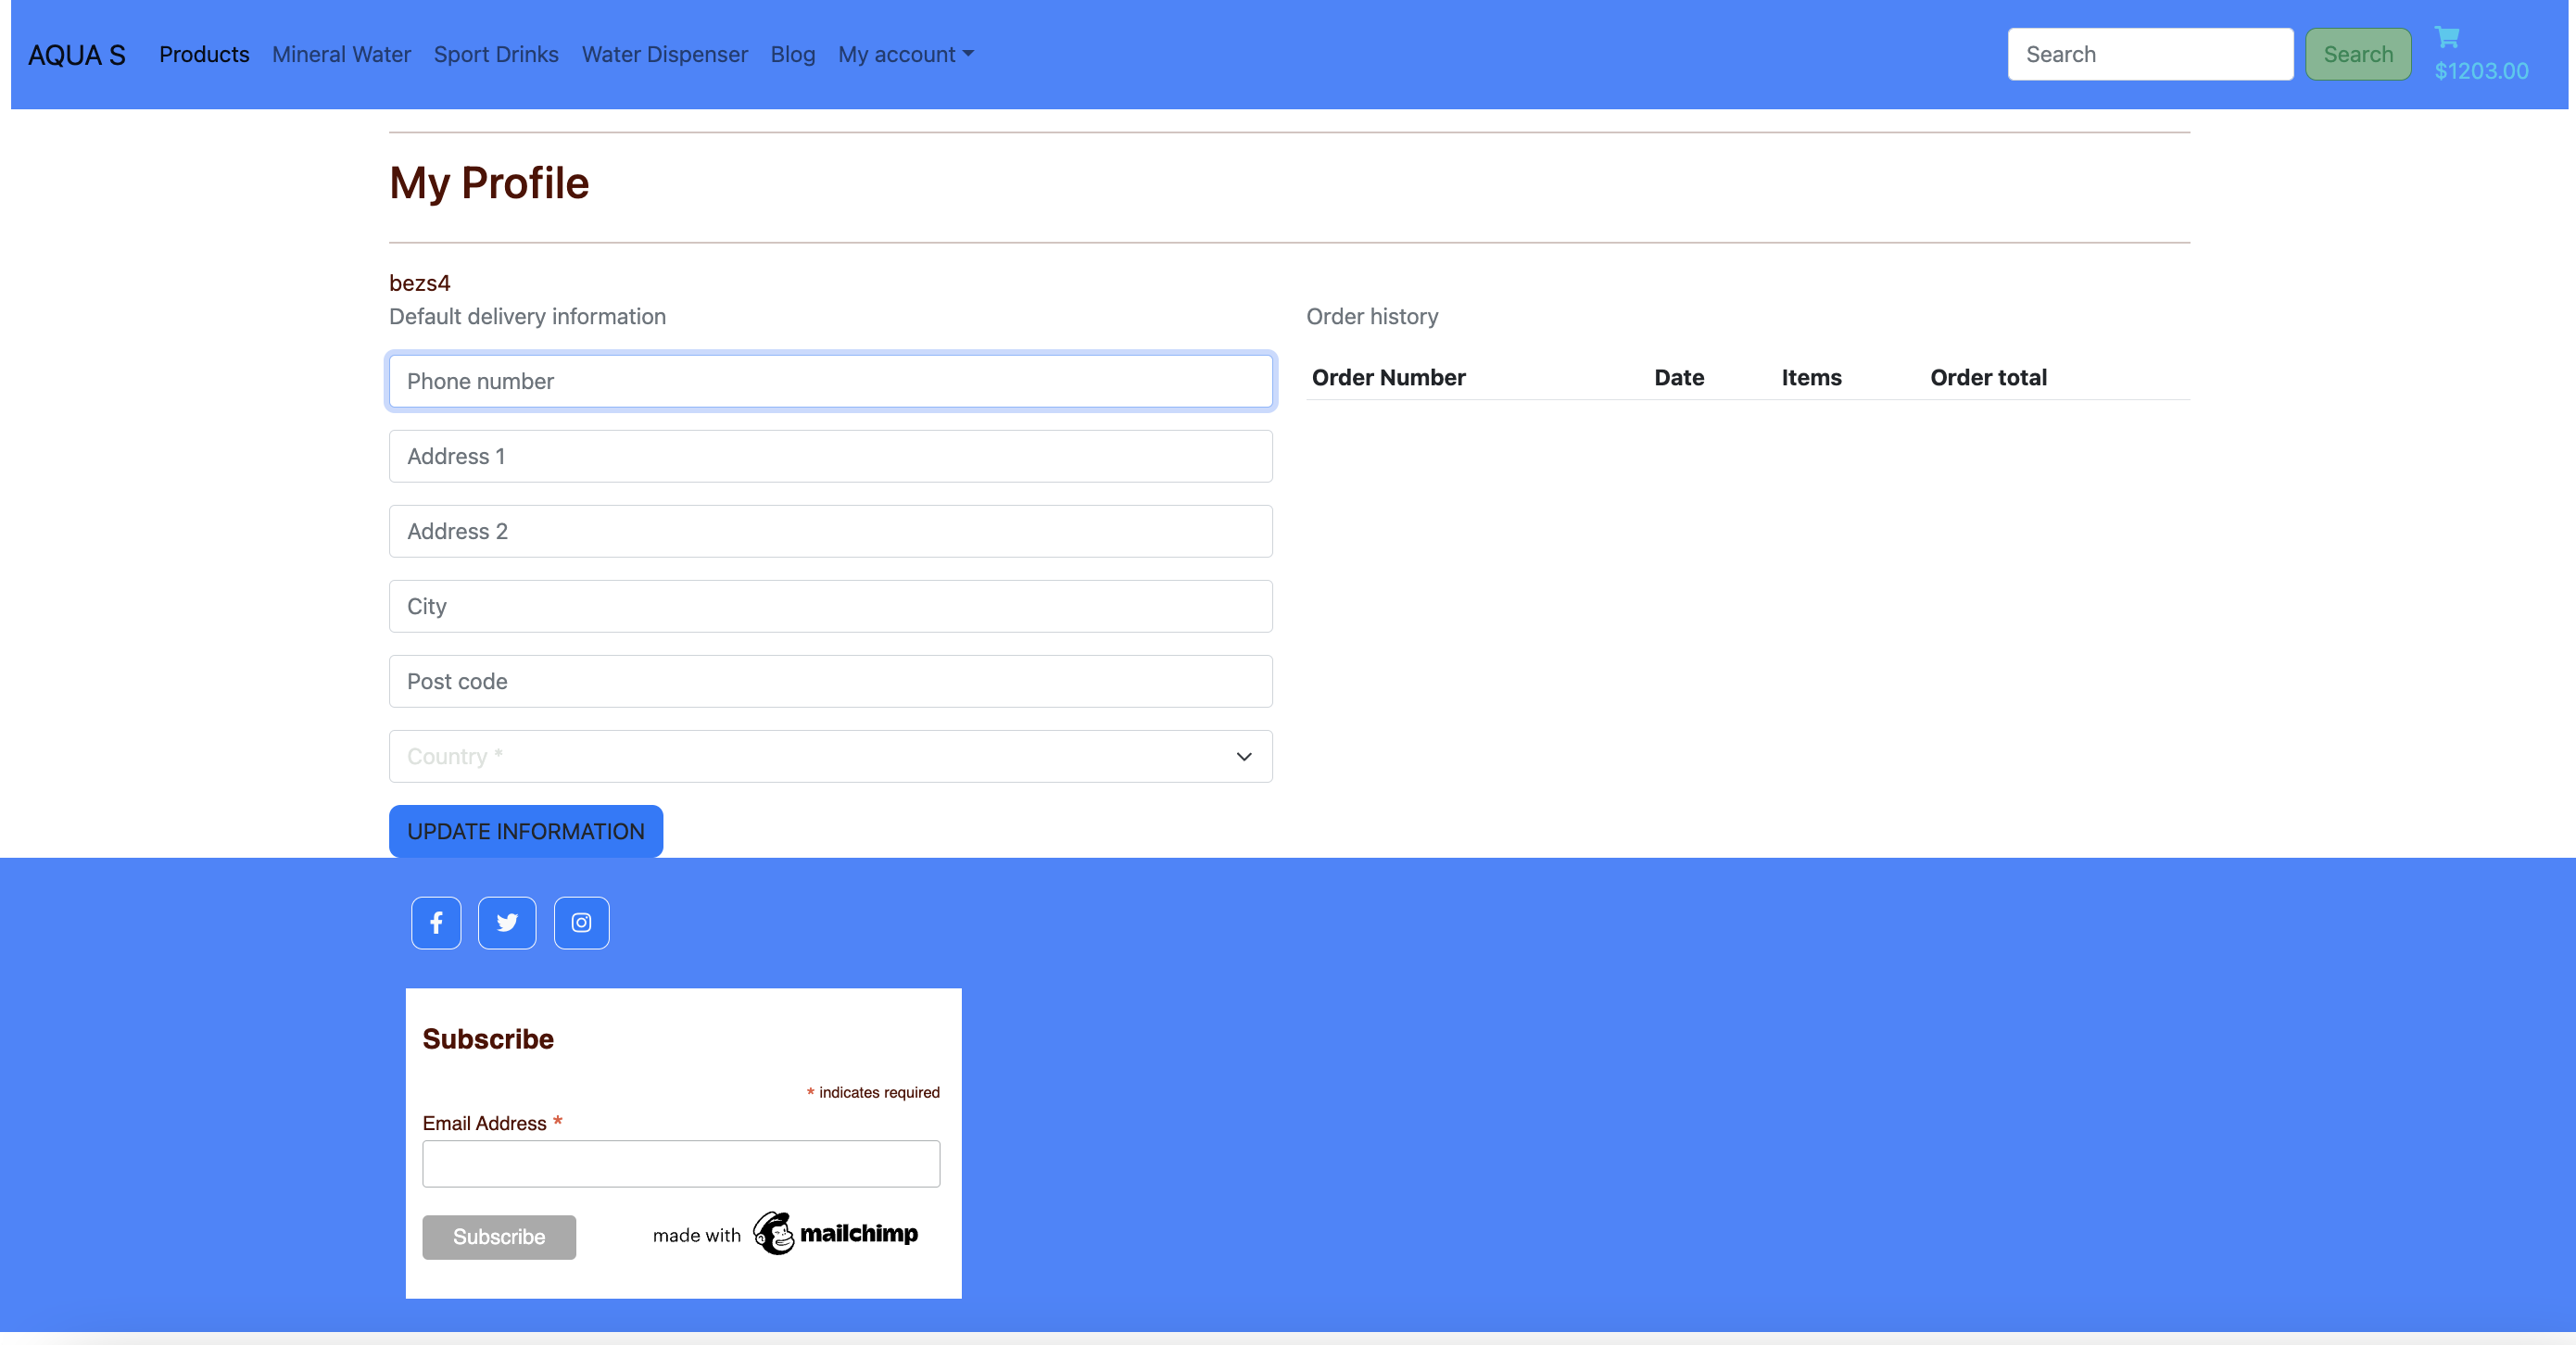 AQUA S Products Mineral Water Sport Drinks Water Dispenser Blog My account Search Search $1203.00
My Profile
bezs4
Default delivery information
Phone number
Address 1
Address 2
City
Post code
Country *
UPDATE INFORMATION
Order history
Order Number Date Items Order total
Subscribe
* indicates required
Email Address *
Subscribe
made with mailchimp